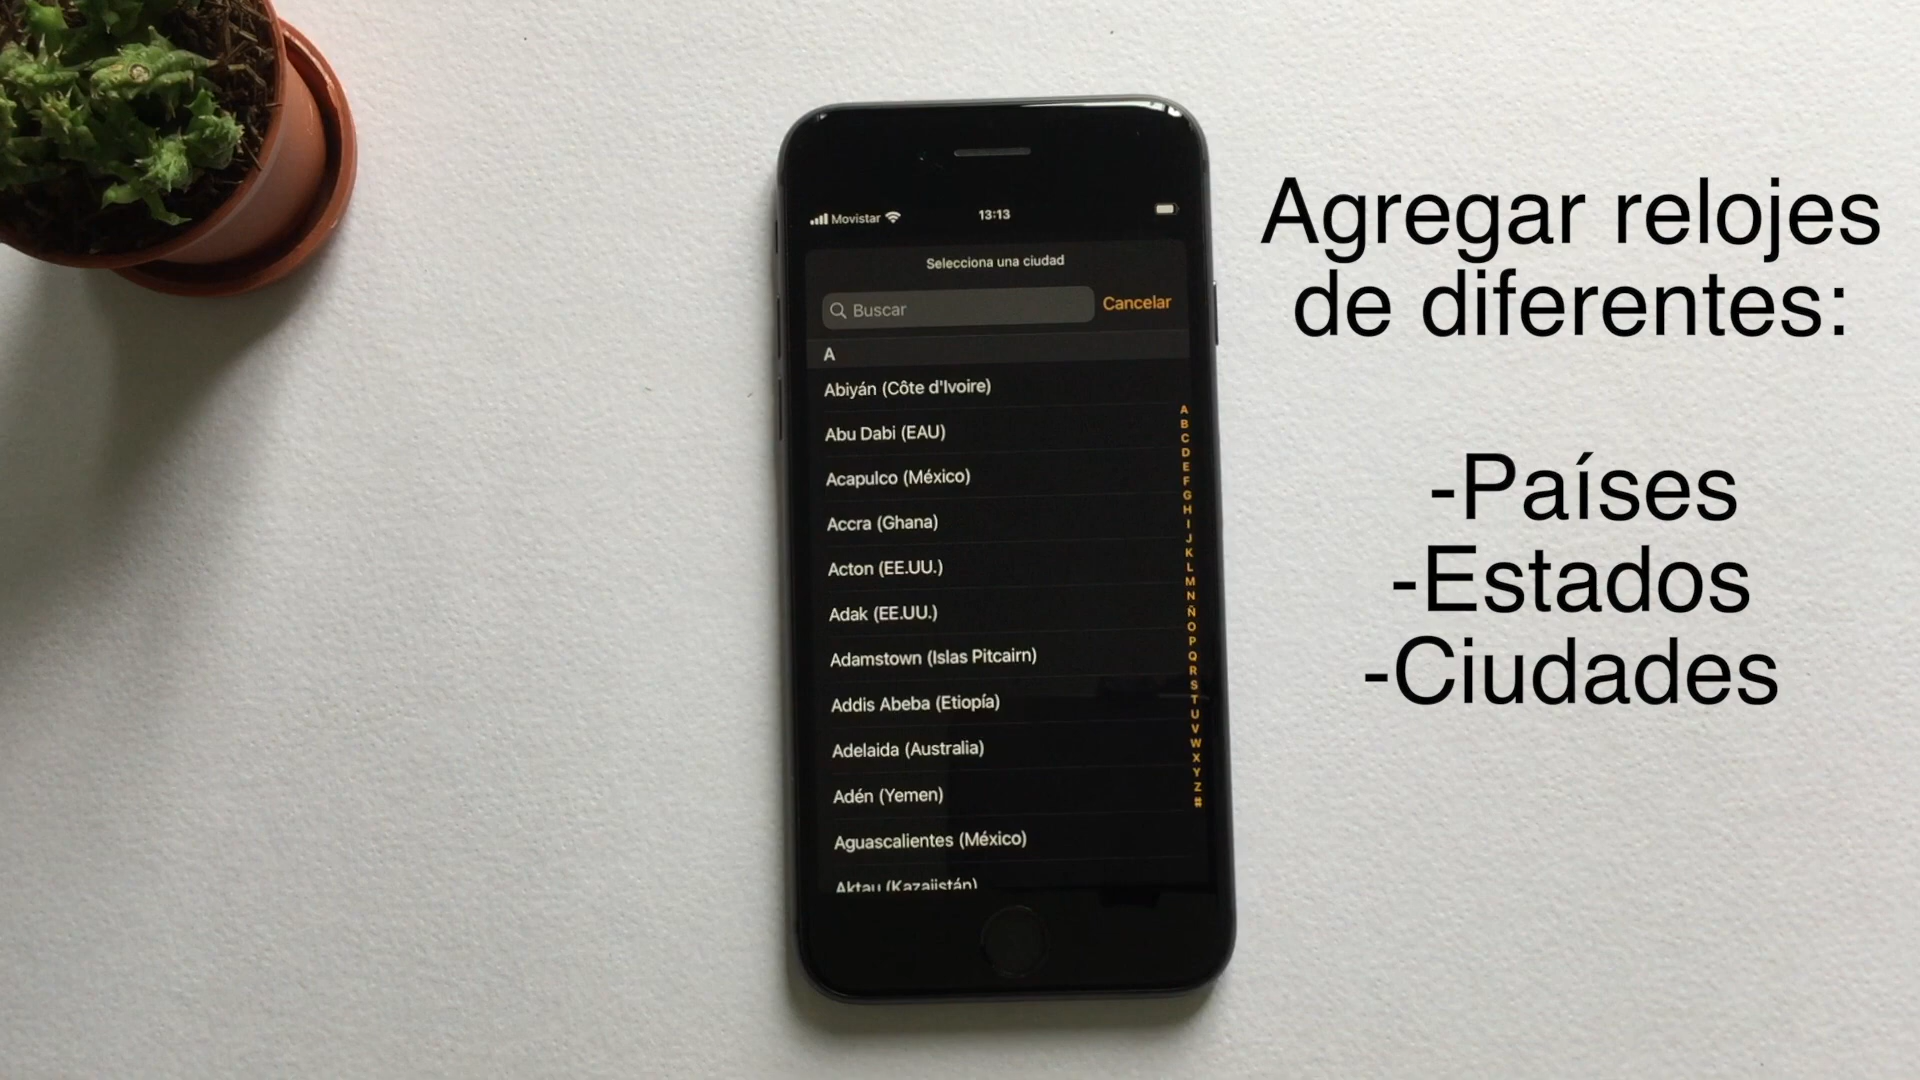 Movistar 13:13
Selecciona una ciudad
Buscar Cancelar
A
Abiyán (Côte d'Ivoire)
Abu Dabi (EAU)
Acapulco (México)
Accra (Ghana)
Acton (EE.UU.)
Adak (EE.UU.)
Adamstown (Islas Pitcairn)
Addis Abeba (Etiopía)
Adelaida (Australia)
Adén (Yemen)
Aguascalientes (México)
Aktau (Kazajistán)
A
B
C
D
E
F
G
H
I
J
K
L
M
N
Ñ
O
P
Q
R
S
T
U
V
W
X
Y
Z
#
Agregar relojes
de diferentes:
-Países
-Estados
-Ciudades